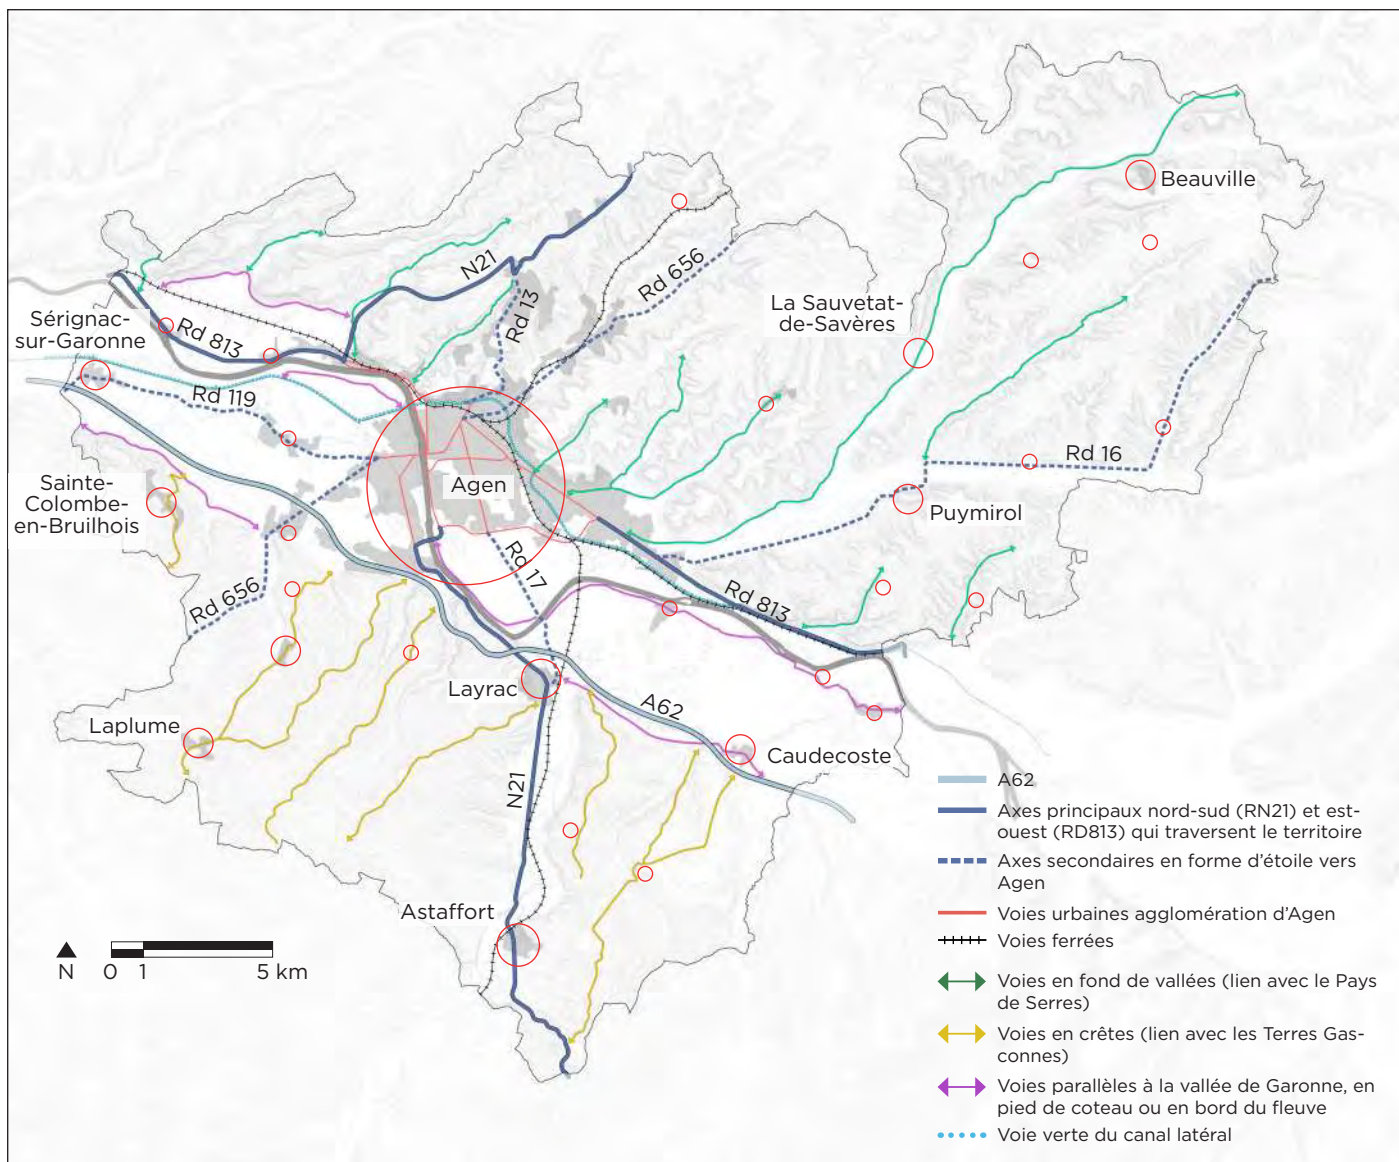 Beauville
N21
Rd 656
Rd 13
La Sauvetat-
de-Savères
Sérignac-
sur-Garonne
Rd 813
Rd 119
Rd 16
Sainte-
Colombe-
en-Bruilhois
Agen
Puymirol
Rd 17
Rd 656
Rd 813
Layrac
A62
Laplume
Caudecoste
N21
Astaffort
N
0 1 5 km
A62
Axes principaux nord-sud (RN21) et est-
ouest (RD813) qui traversent le territoire
Axes secondaires en forme d'étoile vers
Agen
Voies urbaines agglomération d'Agen
Voies ferrées
Voies en fond de vallées (lien avec le Pays
de Serres)
Voies en crêtes (lien avec les Terres Gas-
connes)
Voies parallèles à la vallée de Garonne, en
pied de coteau ou en bord du fleuve
Voie verte du canal latéral